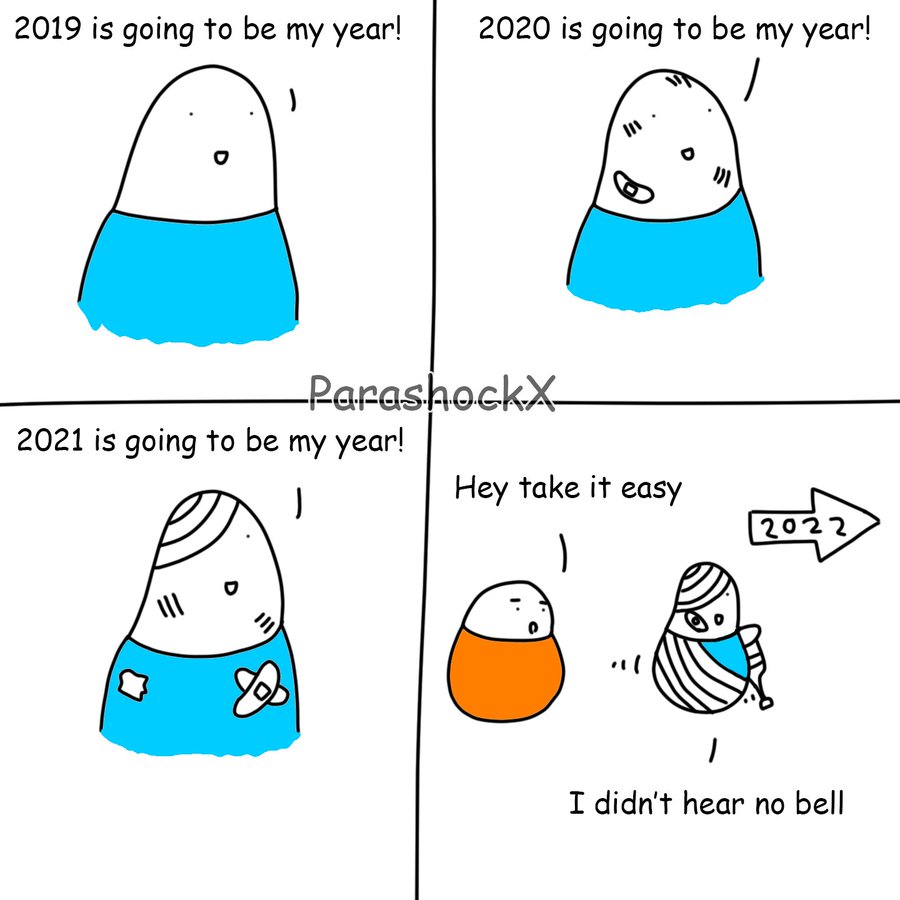 2019 is going to be my year!
2020 is going to be my year!
ParashockX
2021 is going to be my year!
Hey take it easy
2022
I didn't hear no bell